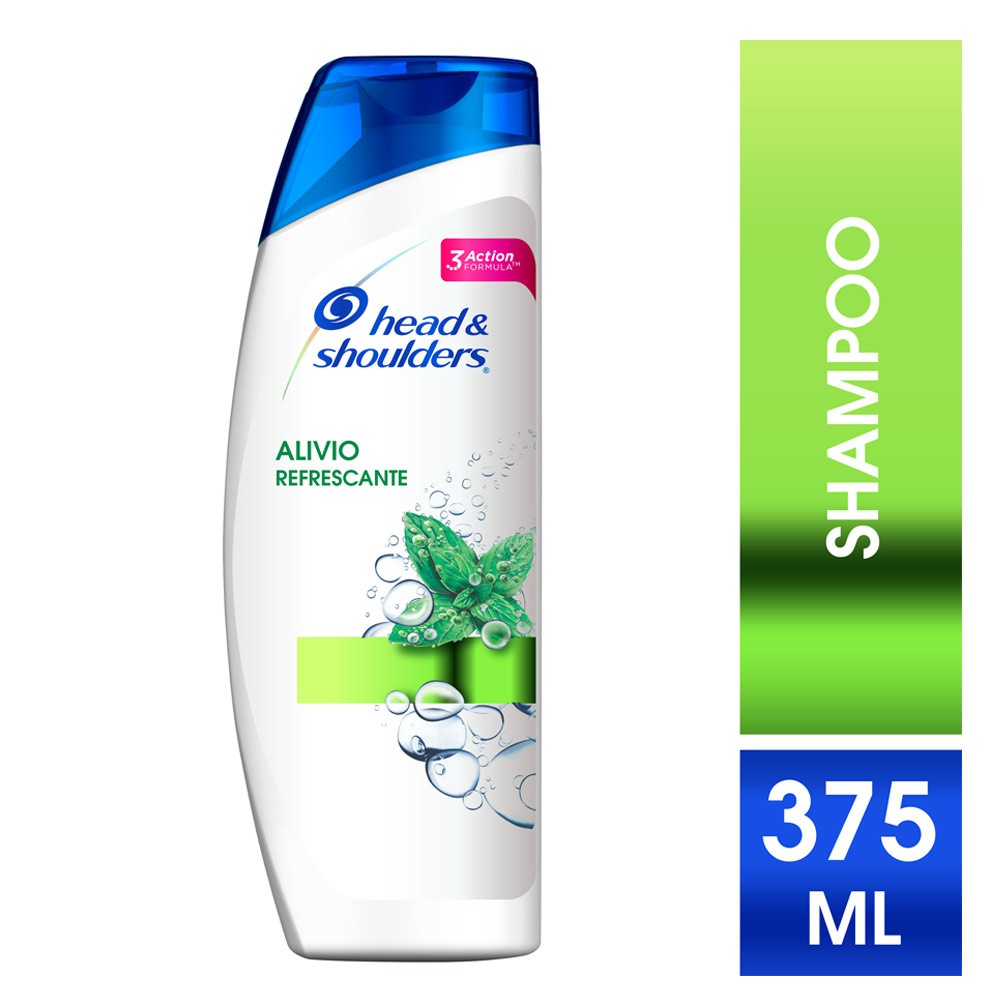 3 Action
FORMULA™
head &
shoulders®
ALIVIO
REFRESCANTE
SHAMPOO
375
ML